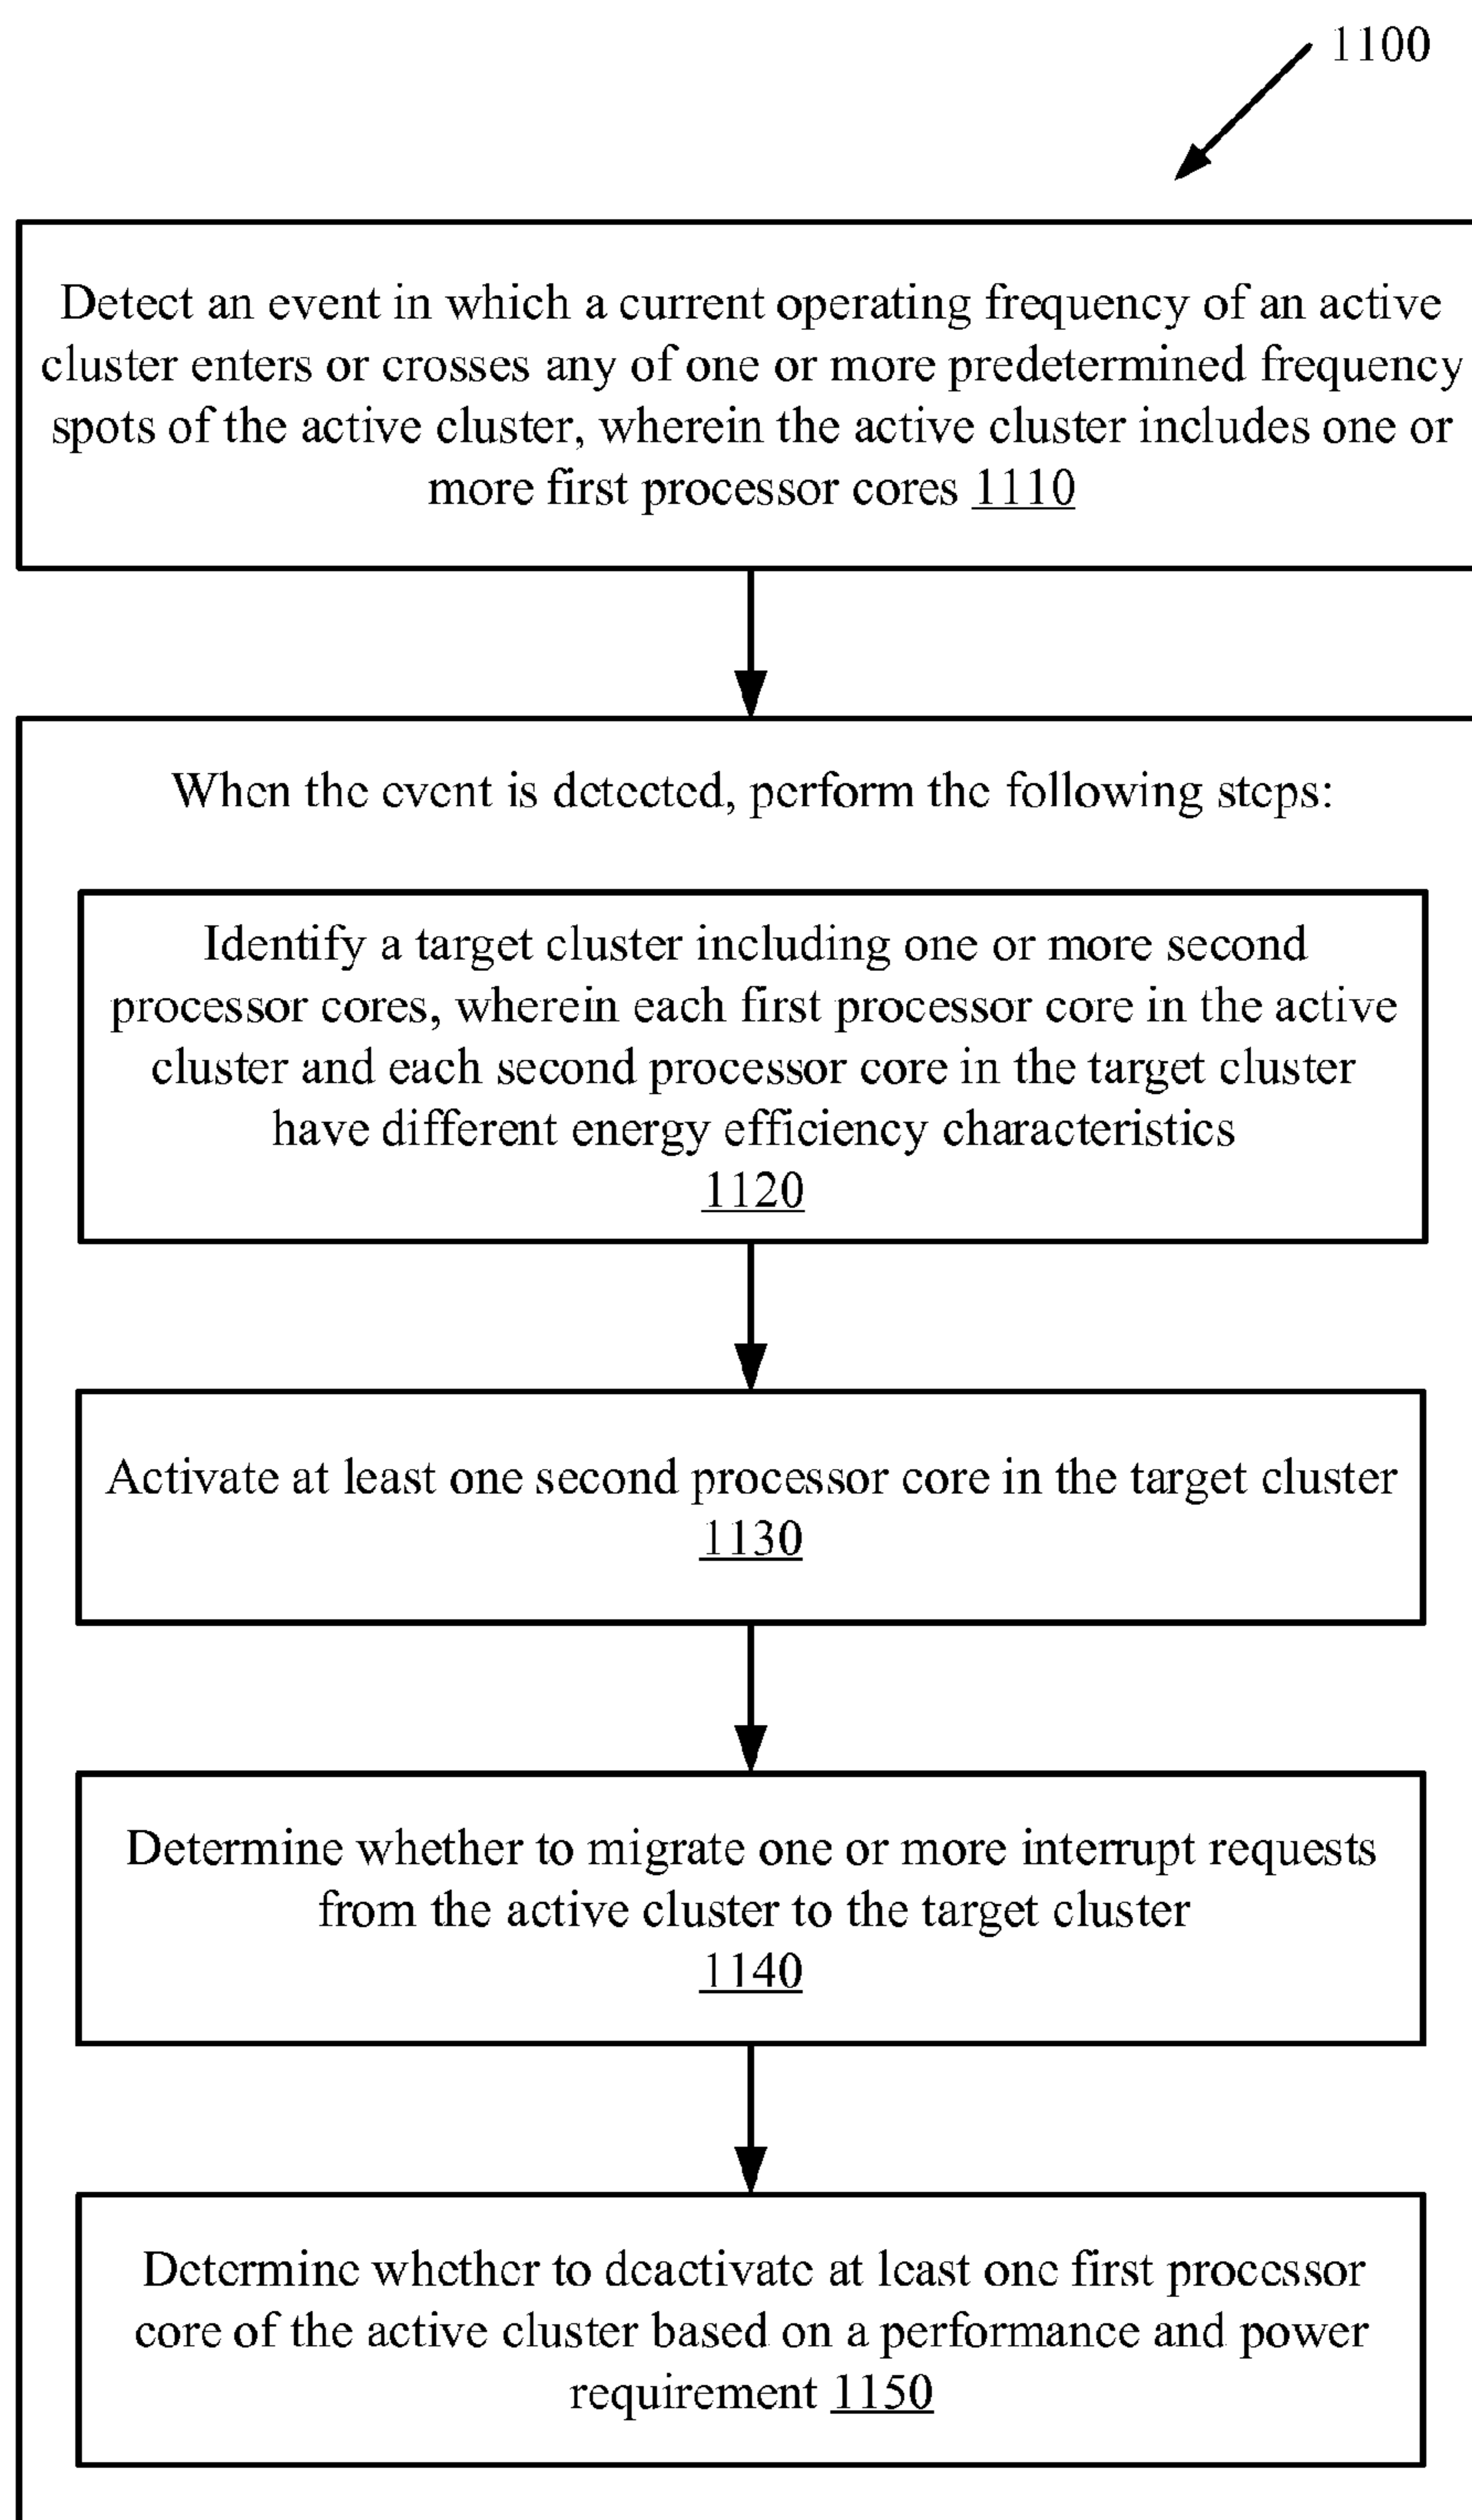 1100
Detect an event in which a current operating frequency of an active
cluster enters or crosses any of one or more predetermined frequency
spots of the active cluster, wherein the active cluster includes one or
more first processor cores 1110
When the event is detected, perform the following steps:
Identify a target cluster including one or more second
processor cores, wherein each first processor core in the active
cluster and each second processor core in the target cluster
have different energy efficiency characteristics
1120
Activate at least one second processor core in the target cluster
1130
Determine whether to migrate one or more interrupt requests
from the active cluster to the target cluster
1140
Determine whether to deactivate at least one first processor
core of the active cluster based on a performance and power
requirement 1150